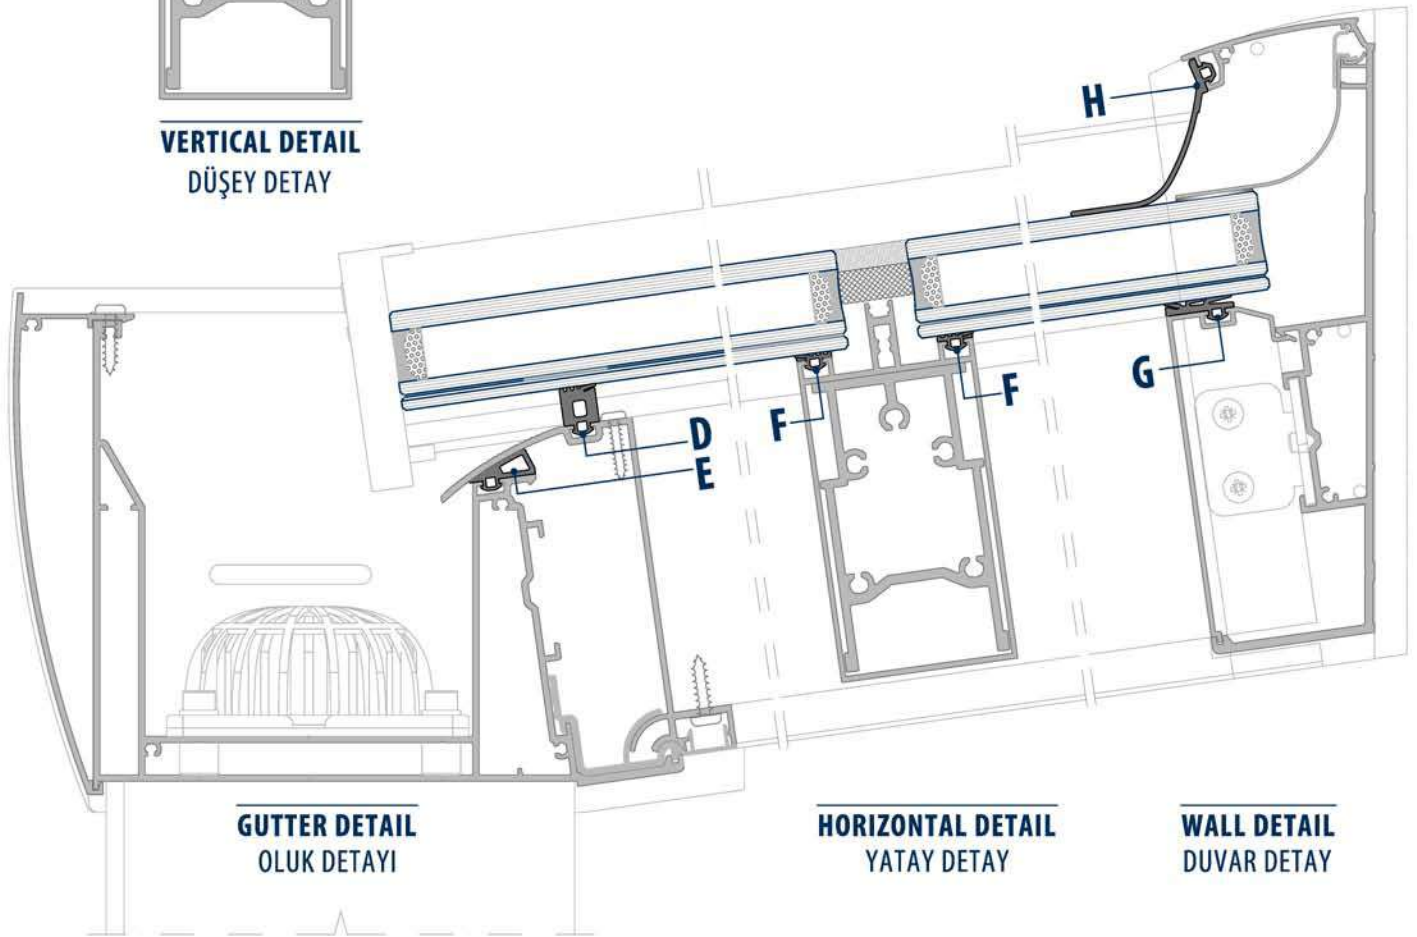 VERTICAL DETAIL
DÜŞEY DETAY
H
G
F
F
D
E
GUTTER DETAIL
OLUK DETAYI
HORIZONTAL DETAIL
YATAY DETAY
WALL DETAIL
DUVAR DETAY